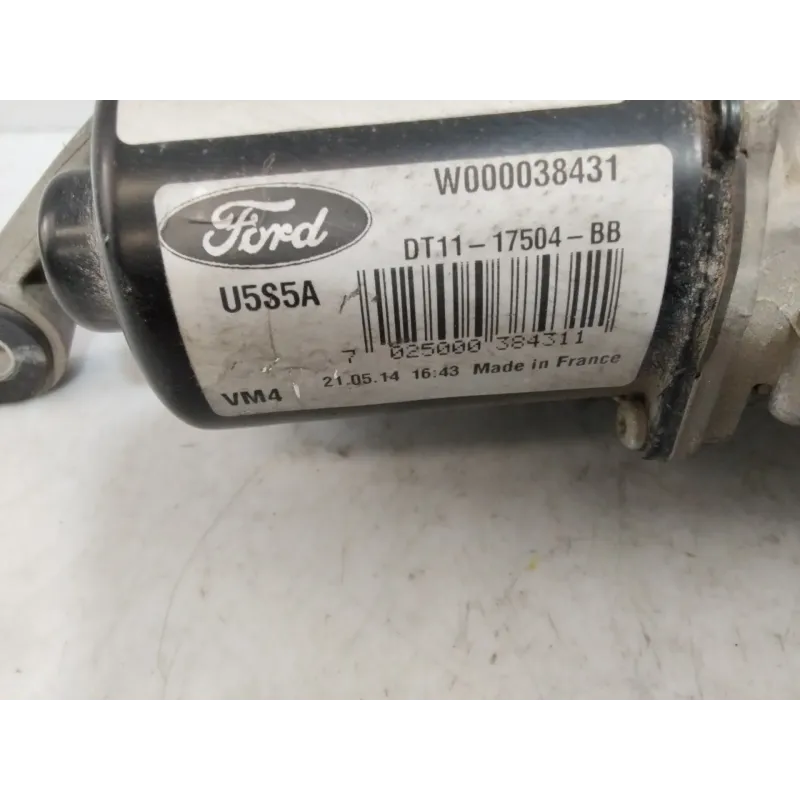 W000038431
Ford
DT11-17504-BB
U5S5A
7 025000 384311
21.05.14 16:43 Made in France
VM4